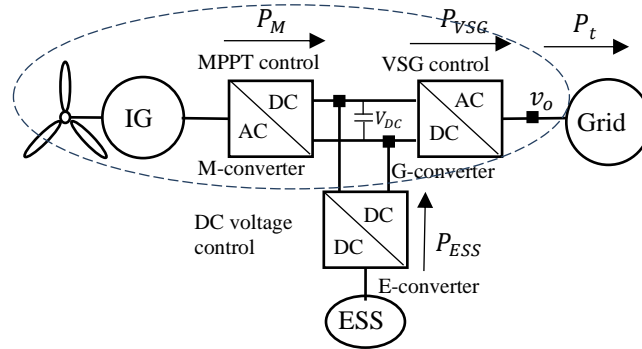 P_M
P_VSG
P_t
MPPT control
VSG control
IG
DC
AC
V_DC
AC
DC
v_o
Grid
M-converter
G-converter
DC voltage
control
DC
DC
P_ESS
E-converter
ESS